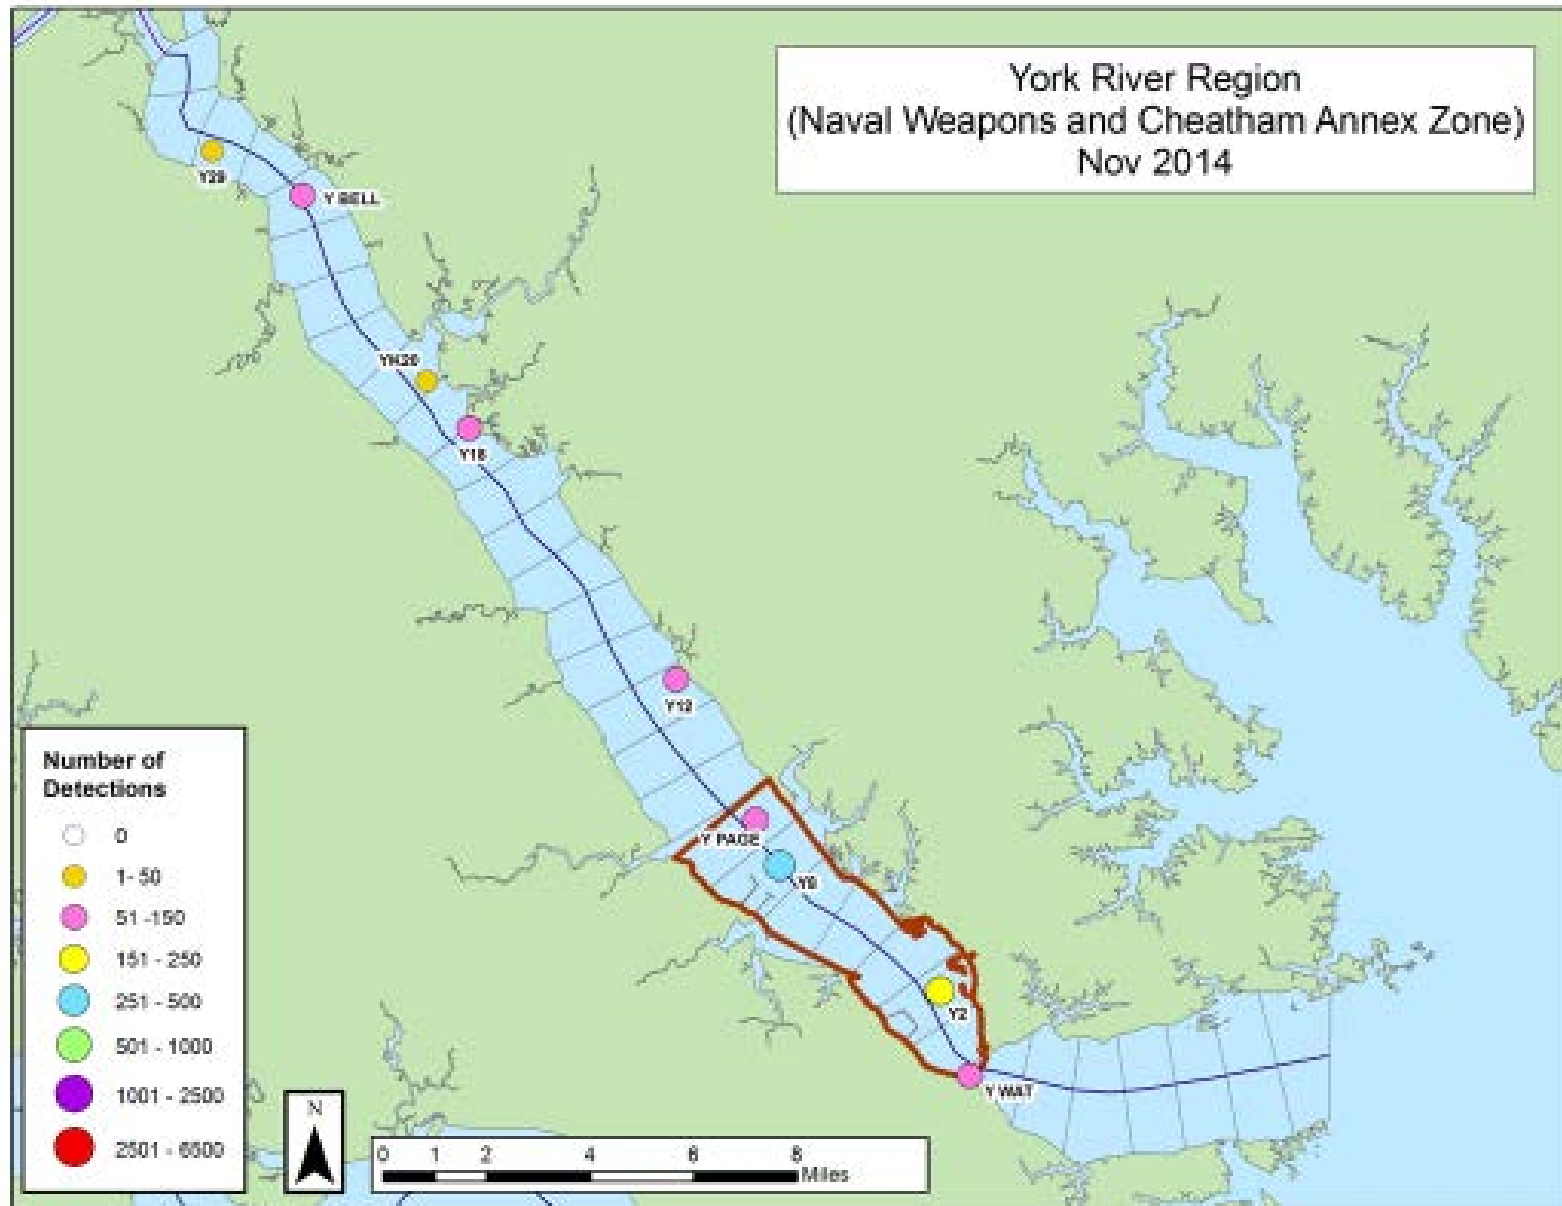 York River Region
(Naval Weapons and Cheatham Annex Zone)
Nov 2014
Y29
Y BELL
YK20
Y18
Y12
Y PAGE
Y2
Y WAT
Number of
Detections
0
1- 50
51 -150
151 - 250
251 - 500
501 - 1000
1001 - 2500
2501 - 6500
N
0 1 2 4 6 8
Miles